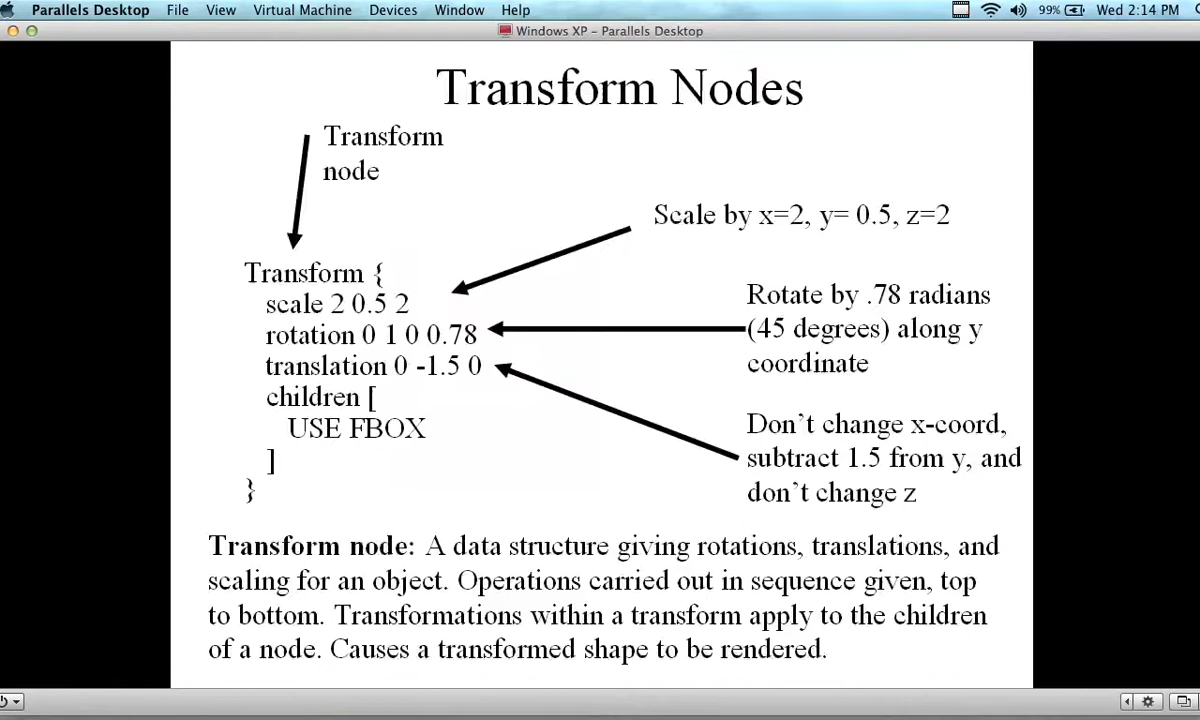 Parallels Desktop File View Virtual Machine Devices Window Help 99% Wed 2:14 PM
Windows XP – Parallels Desktop
Transform Nodes
Transform
node
Scale by x=2, y= 0.5, z=2
Transform {
scale 2 0.5 2
rotation 0 1 0 0.78
translation 0 -1.5 0
children [
USE FBOX
]
}
Rotate by .78 radians
(45 degrees) along y
coordinate
Don't change x-coord,
subtract 1.5 from y, and
don't change z
Transform node: A data structure giving rotations, translations, and
scaling for an object. Operations carried out in sequence given, top
to bottom. Transformations within a transform apply to the children
of a node. Causes a transformed shape to be rendered.